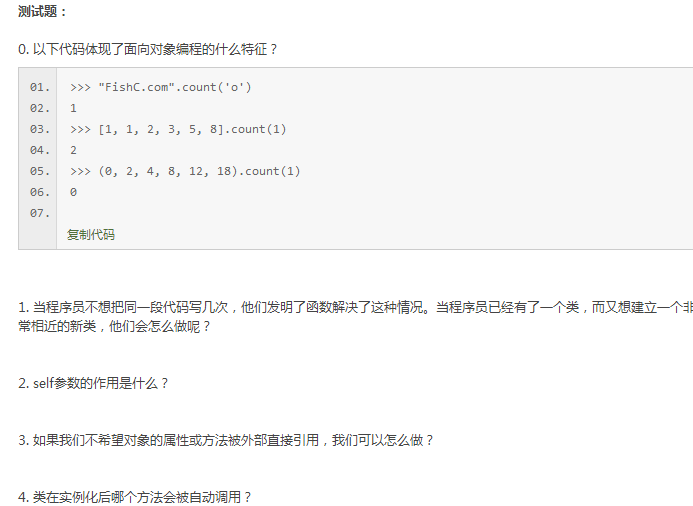 测试题：
0. 以下代码体现了面向对象编程的什么特征？
01. >>> "FishC.com".count('o')
02. 1
03. >>> [1, 1, 2, 3, 5, 8].count(1)
04. 2
05. >>> (0, 2, 4, 8, 12, 18).count(1)
06. 0
07.
复制代码
1. 当程序员不想把同一段代码写几次，他们发明了函数解决了这种情况。当程序员已经有了一个类，而又想建立一个非
常相近的新类，他们会怎么做呢？
2. self参数的作用是什么？
3. 如果我们不希望对象的属性或方法被外部直接引用，我们可以怎么做？
4. 类在实例化后哪个方法会被自动调用？